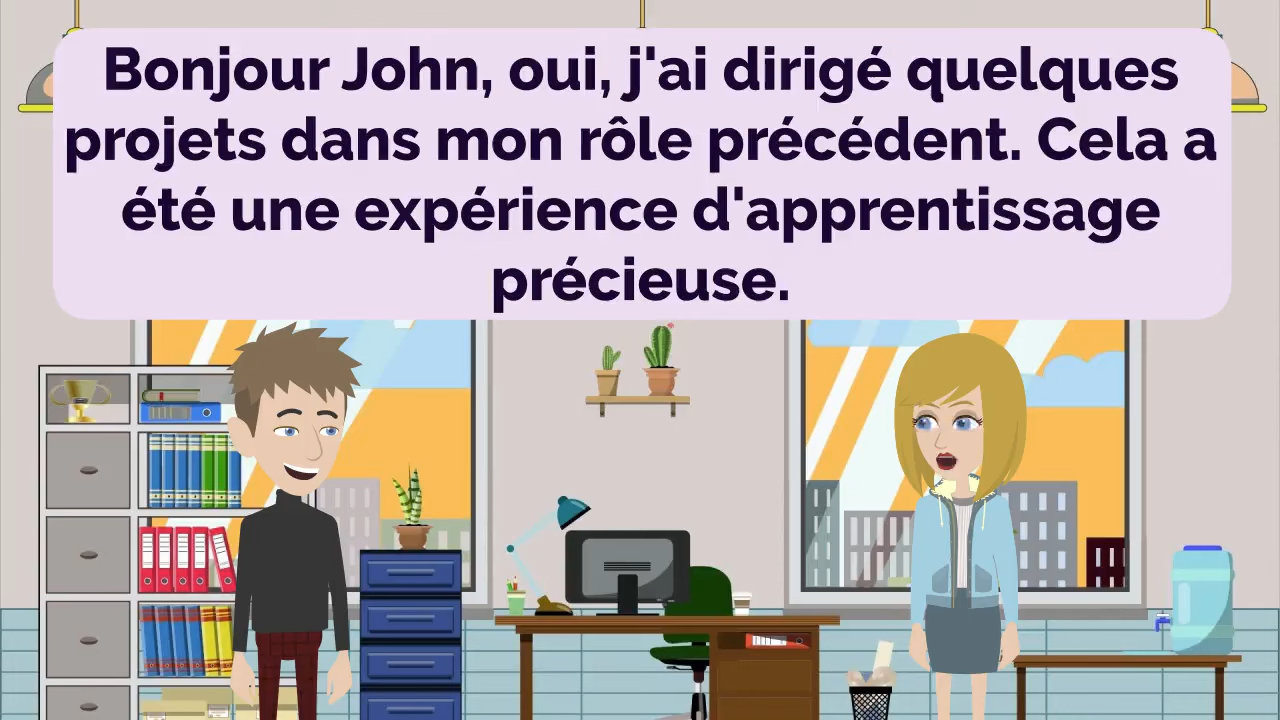 Bonjour John, oui, j'ai dirigé quelques
projets dans mon rôle précédent. Cela a
été une expérience d'apprentissage
précieuse.